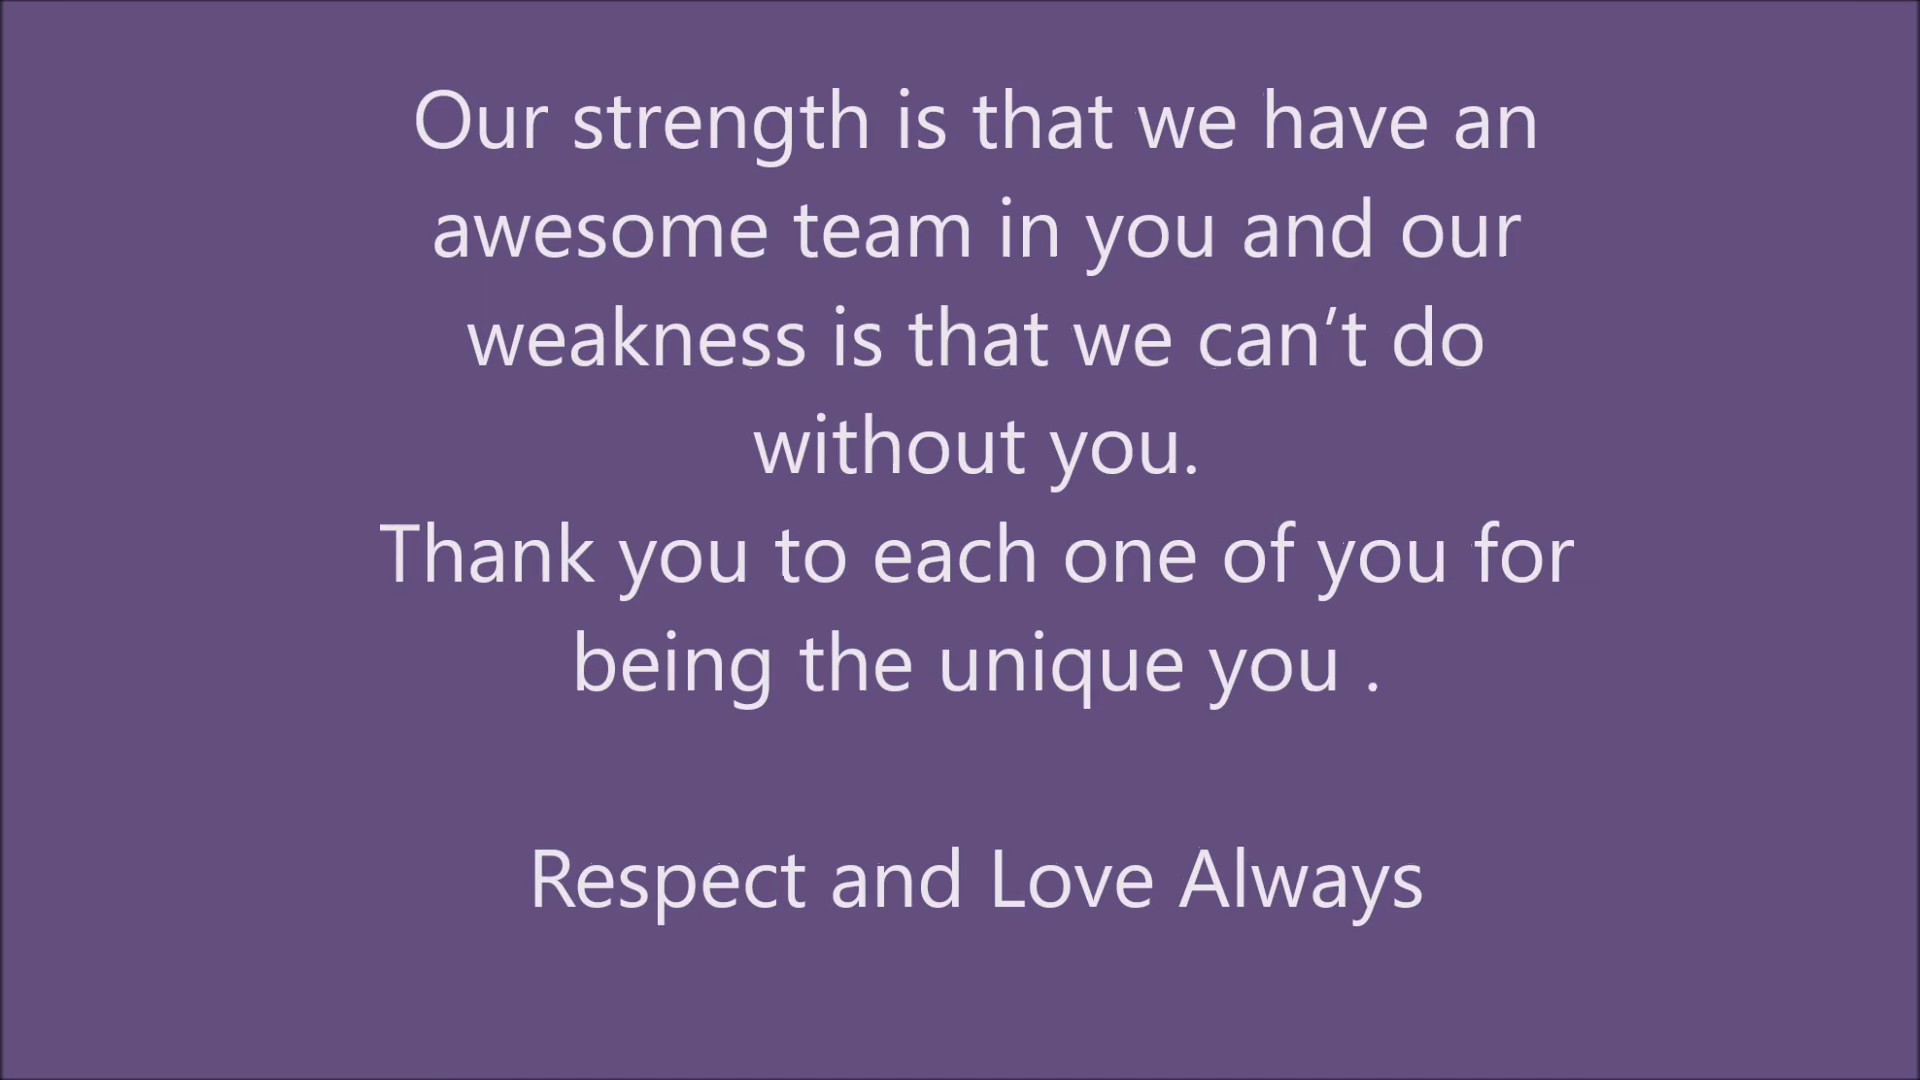 Our strength is that we have an
awesome team in you and our
weakness is that we can’t do
without you.
Thank you to each one of you for
being the unique you .
Respect and Love Always